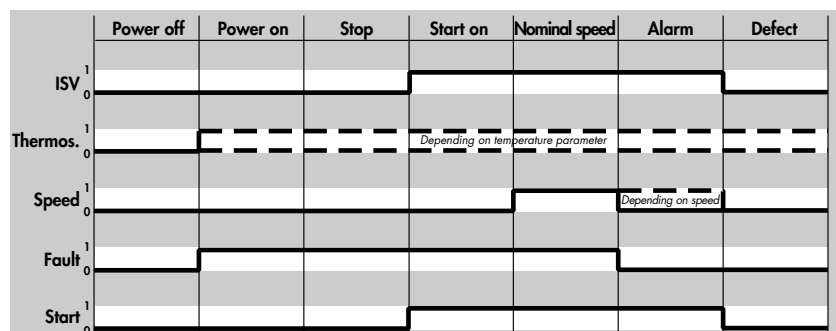 Power off Power on Stop Start on Nominal speed Alarm Defect
ISV 1
0
Thermos. 1
0
Depending on temperature parameter
Speed 1
0
Depending on speed
Fault 1
0
Start 1
0